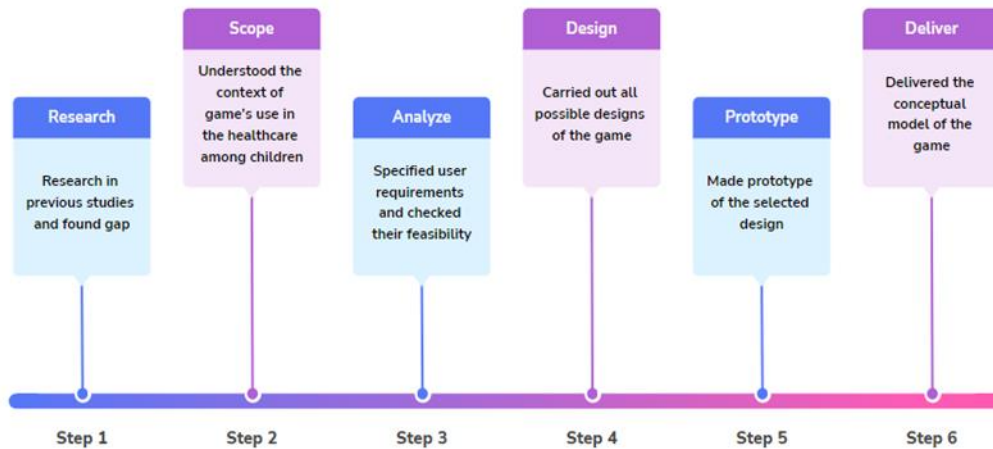 Scope
Understood the
context of
game's use in
the healthcare
among children
Design
Carried out all
possible designs
of the game
Deliver
Delivered the
conceptual
model of the
game
Research
Research in
previous studies
and found gap
Analyze
Specified user
requirements
and checked
their feasibility
Prototype
Made prototype
of the selected
design
Step 1
Step 2
Step 3
Step 4
Step 5
Step 6